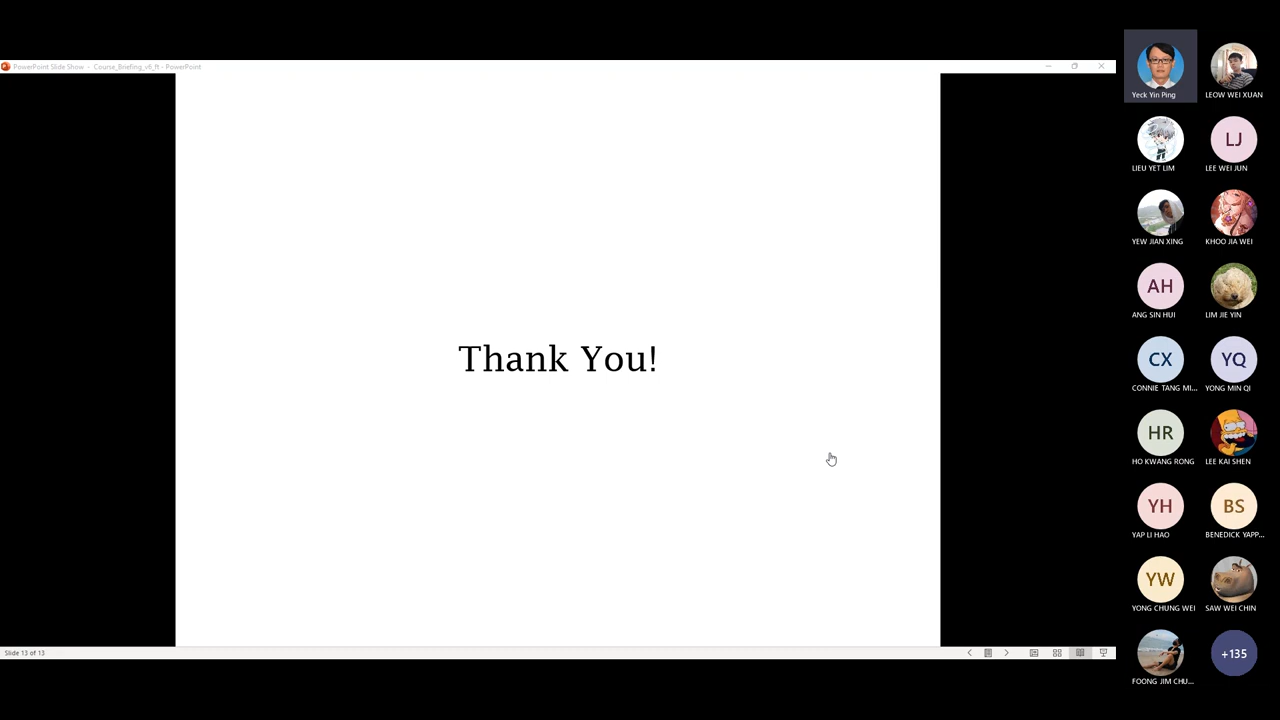 PowerPoint Slide Show - Course_Briefing_v6_ft - PowerPoint
Thank You!
Slide 13 of 13
Yeck Yin Ping
LEOW WEI XUAN
LIEU YET LIM
LJ
LEE WEI JUN
YEW JIAN XING
KHOO JIA WEI
AH
ANG SIN HUI
LIM JIE YIN
CX
CONNIE TANG MI...
YQ
YONG MIN QI
HR
HO KWANG RONG
LEE KAI SHEN
YH
YAP LI HAO
BS
BENEDICK YAPP...
YW
YONG CHUNG WEI
SAW WEI CHIN
FOONG JIM CHU...
+135